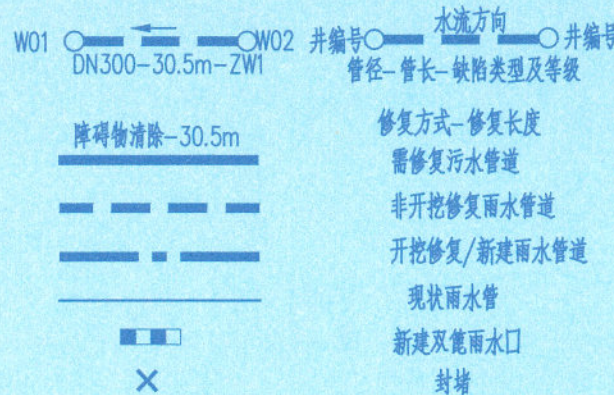 W01 W02 井编号 水流方向 井编号
DN300-30.5m-ZW1 管径-管长-缺陷类型及等级
障碍物清除-30.5m 修复方式-修复长度
需修复污水管道
非开挖修复雨水管道
开挖修复/新建雨水管道
现状雨水管
新建双篦雨水口
封堵